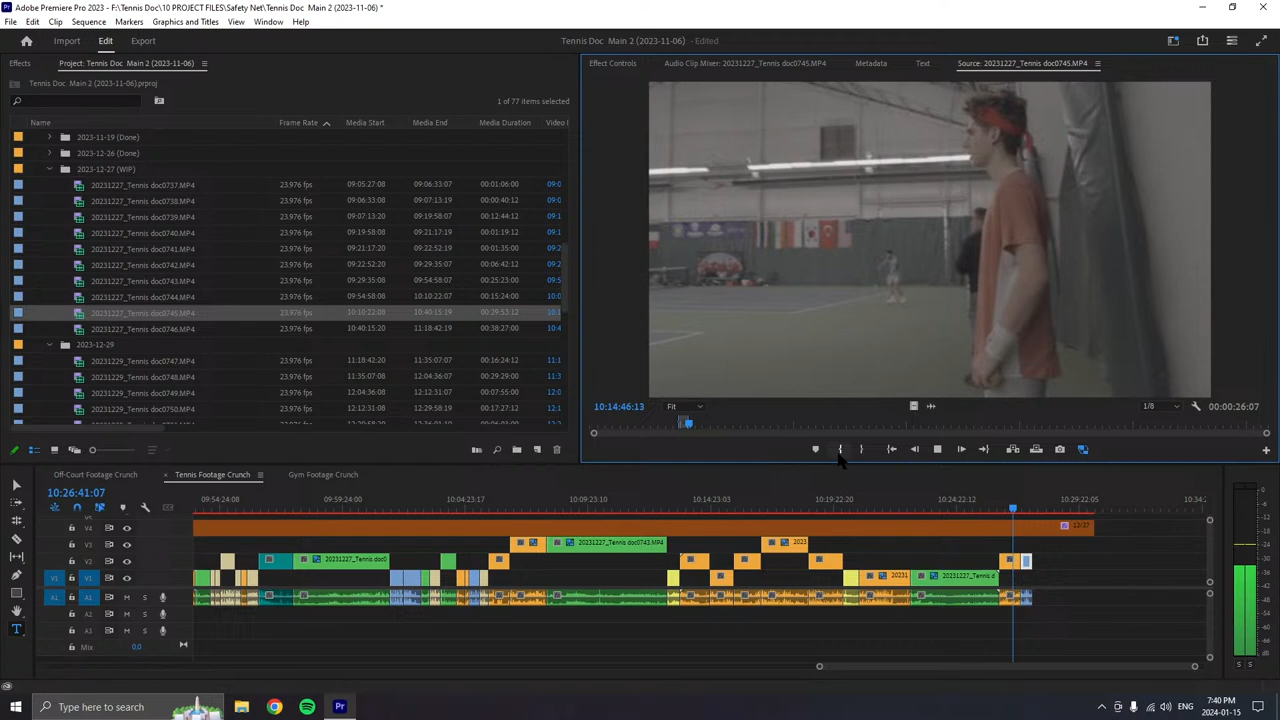 Adobe Premiere Pro 2023 - F:\Tennis Doc\10 PROJECT FILES\Safety Net\Tennis Doc Main 2 (2023-11-06) *
File Edit Clip Sequence Markers Graphics and Titles View Window Help
Import Edit Export
Tennis Doc Main 2 (2023-11-06) - Edited
Effects Project: Tennis Doc Main 2 (2023-11-06)
Tennis Doc Main 2 (2023-11-06).prproj
1 of 77 items selected
Name Frame Rate Media Start Media End Media Duration Video I
2023-11-19 (Done)
2023-12-26 (Done)
2023-12-27 (WIP)
20231227_Tennis doc0737.MP4 23.976 fps 09:05:27:08 09:06:33:07 00:01:06:00 09:0
20231227_Tennis doc0738.MP4 23.976 fps 09:06:33:08 09:07:13:19 00:00:40:12 09:0
20231227_Tennis doc0739.MP4 23.976 fps 09:07:13:20 09:19:58:07 00:12:44:12 09:0
20231227_Tennis doc0740.MP4 23.976 fps 09:19:58:08 09:21:17:19 00:01:19:12 09:1
20231227_Tennis doc0741.MP4 23.976 fps 09:21:17:20 09:22:52:19 00:01:35:00 09:2
20231227_Tennis doc0742.MP4 23.976 fps 09:22:52:20 09:29:35:07 00:06:42:12 09:2
20231227_Tennis doc0743.MP4 23.976 fps 09:29:35:08 09:54:58:07 00:25:23:00 09:5
20231227_Tennis doc0744.MP4 23.976 fps 09:54:58:08 10:10:22:07 00:15:24:00 10:0
20231227_Tennis doc0745.MP4 23.976 fps 10:10:22:08 10:40:15:19 00:29:53:12 10:1
20231227_Tennis doc0746.MP4 23.976 fps 10:40:15:20 11:18:42:19 00:38:27:00 10:4
2023-12-29
20231229_Tennis doc0747.MP4 23.976 fps 11:18:42:20 11:35:07:07 00:16:24:12 11:1
20231229_Tennis doc0748.MP4 23.976 fps 11:35:07:08 12:04:36:07 00:29:29:00 11:3
20231229_Tennis doc0749.MP4 23.976 fps 12:04:36:08 12:12:31:07 00:07:55:00 12:0
20231229_Tennis doc0750.MP4 23.976 fps 12:12:31:08 12:29:58:19 00:17:27:12 12:1
Effect Controls Audio Clip Mixer: 20231227_Tennis doc0745.MP4 Metadata Text Source: 20231227_Tennis doc0745.MP4
10:14:46:13 Fit 1/8 00:00:26:07
Off-Court Footage Crunch × Tennis Footage Crunch Gym Footage Crunch
10:26:41:07
09:54:24:08 09:59:24:00 10:04:23:17 10:09:23:10 10:14:23:03 10:19:22:20 10:24:22:12 10:29:22:05 10:34:2
V4 12/27
V3 2023 20231227_Tennis doc0743.MP4 2023
V2 20231227_Tennis doc0
V1 V1 20231 20231227_Tennis d
A1 A1 M S
A2 M S
A3 M S
Mix 0.0
0
-6
-12
-18
-24
-30
-36
-42
-48
-54
dB
S S
Type here to search
ENG
7:40 PM
2024-01-15